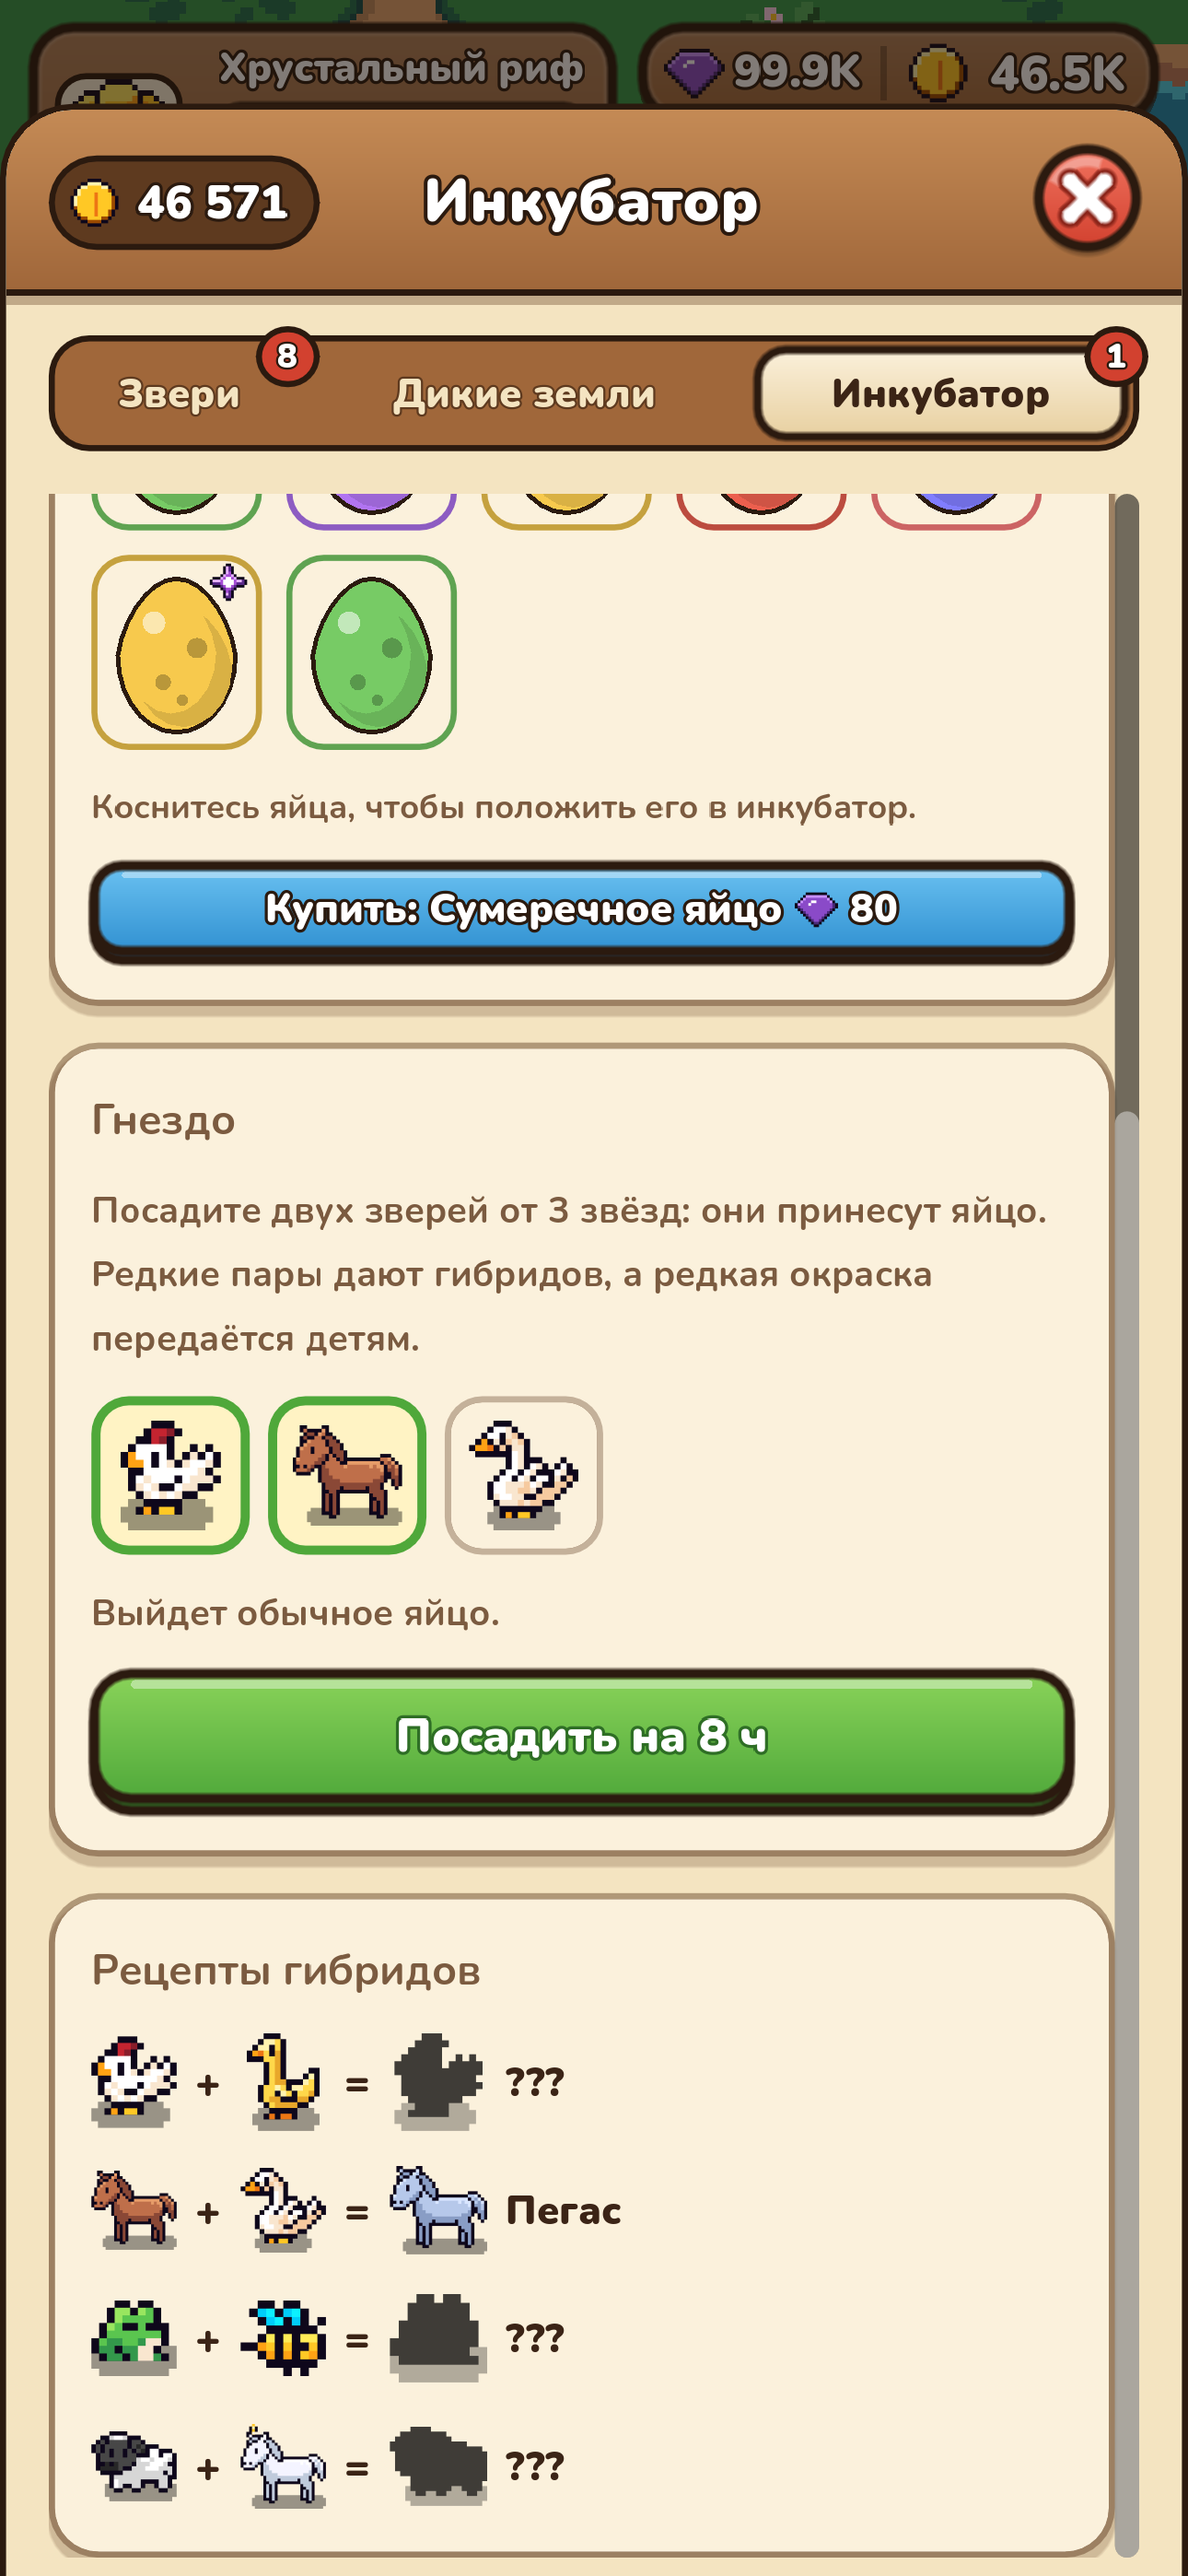 Хрустальный риф
99.9K
46.5K
46 571
Инкубатор
8
1
Звери
Дикие земли
Инкубатор
Коснитесь яйца, чтобы положить его в инкубатор.
Купить: Сумеречное яйцо 80
Гнездо
Посадите двух зверей от 3 звёзд: они принесут яйцо.
Редкие пары дают гибридов, а редкая окраска
передаётся детям.
Выйдет обычное яйцо.
Посадить на 8 ч
Рецепты гибридов
+ = ???
+ = Пегас
+ = ???
+ = ???